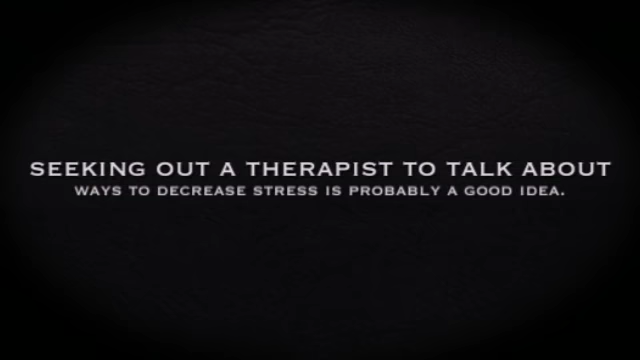 SEEKING OUT A THERAPIST TO TALK ABOUT
WAYS TO DECREASE STRESS IS PROBABLY A GOOD IDEA.